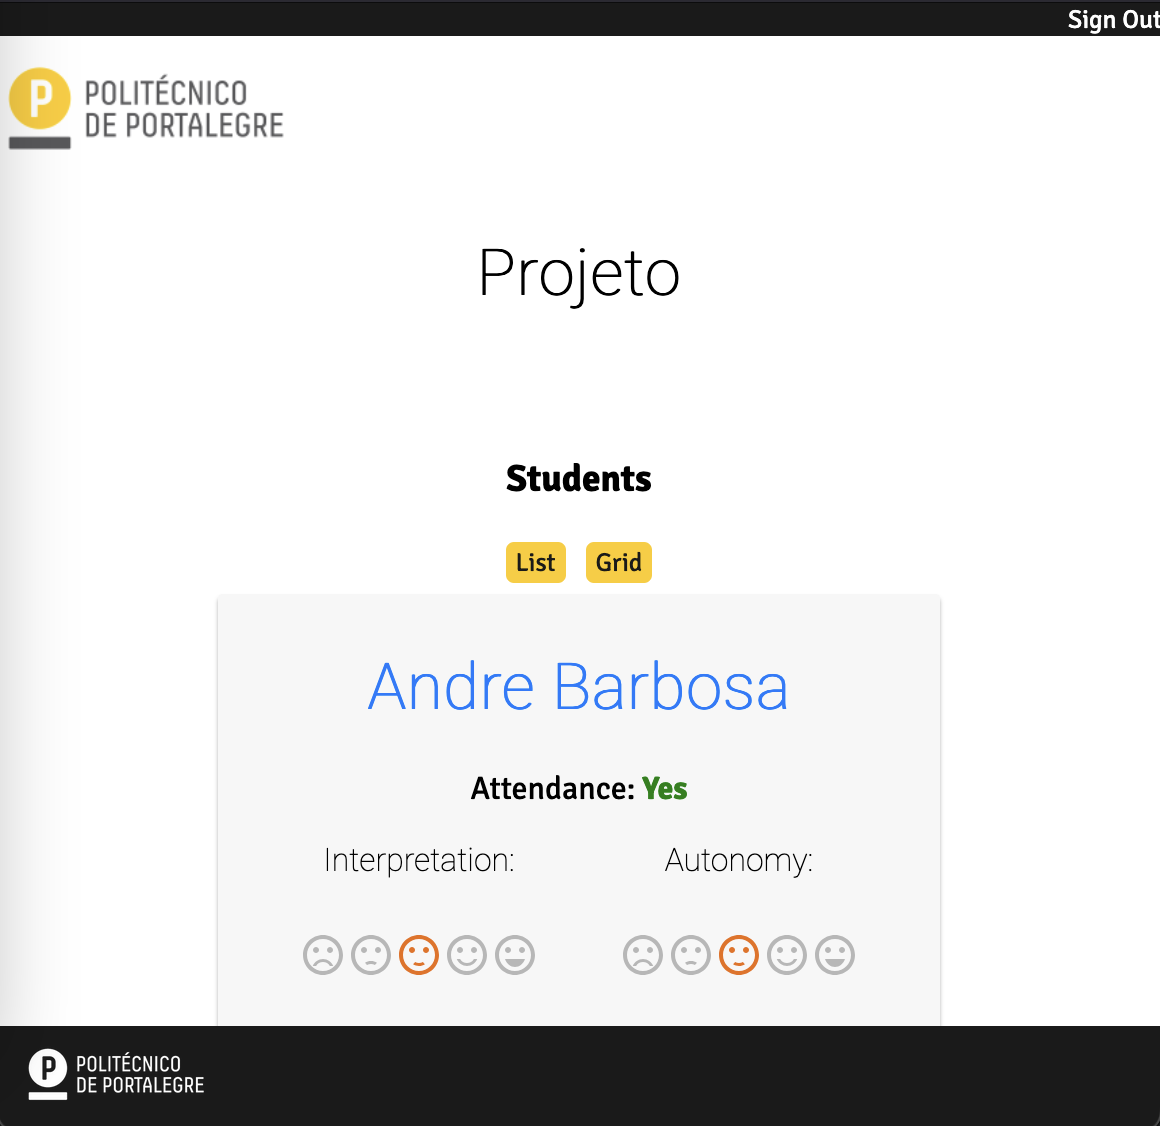 Sign Out
P
POLITÉCNICO
DE PORTALEGRE
Projeto
Students
List Grid
Andre Barbosa
Attendance: Yes
Interpretation: Autonomy:
P
POLITÉCNICO
DE PORTALEGRE